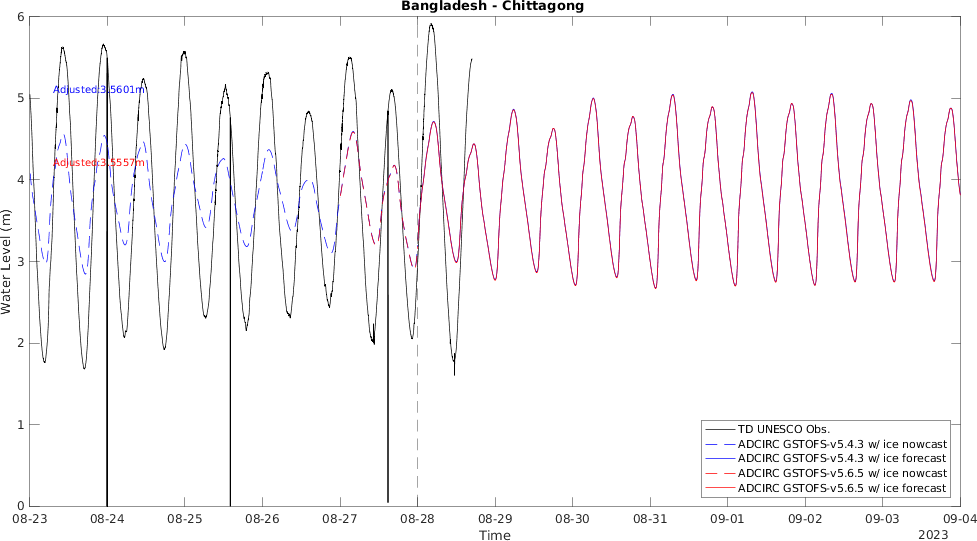 Bangladesh - Chittagong
6
5
4
3
2
1
0
Water Level (m)
Adjusted:3.5601m
Adjusted:3.5557m
TD UNESCO Obs.
ADCIRC GSTOFS-v5.4.3 w/ ice nowcast
ADCIRC GSTOFS-v5.4.3 w/ ice forecast
ADCIRC GSTOFS-v5.6.5 w/ ice nowcast
ADCIRC GSTOFS-v5.6.5 w/ ice forecast
08-23 08-24 08-25 08-26 08-27 08-28 08-29 08-30 08-31 09-01 09-02 09-03 09-04
Time
2023